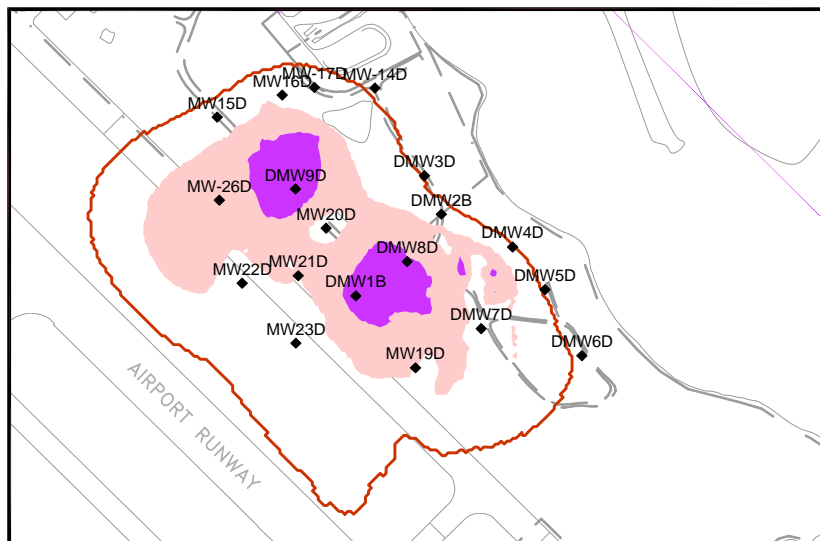 MW-17D
MW16D
MW-14D
MW15D
DMW3D
DMW9D
MW-26D
DMW2B
MW20D
DMW4D
DMW8D
MW21D
MW22D
DMW1B
DMW5D
DMW7D
MW23D
DMW6D
MW19D
AIRPORT RUNWAY